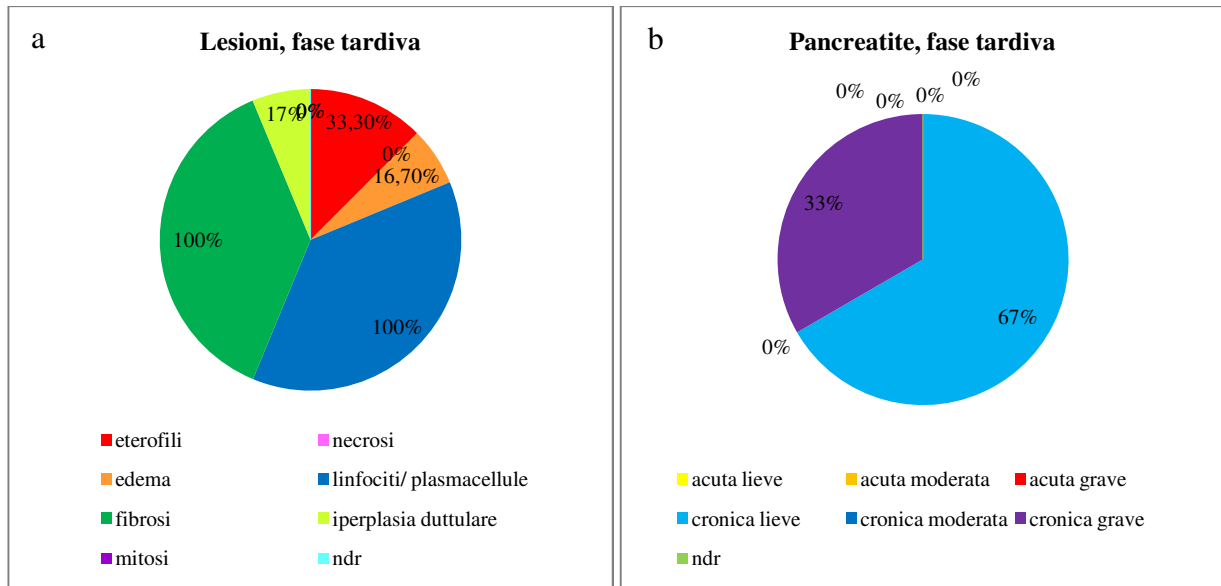 a
Lesioni, fase tardiva
17%
0%
0%
33,30%
0%
16,70%
100%
100%
eterofili
necrosi
edema
linfociti/ plasmacellule
fibrosi
iperplasia duttulare
mitosi
ndr
b
Pancreatite, fase tardiva
0%
0%
0%
0%
33%
67%
0%
acuta lieve
acuta moderata
acuta grave
cronica lieve
cronica moderata
cronica grave
ndr